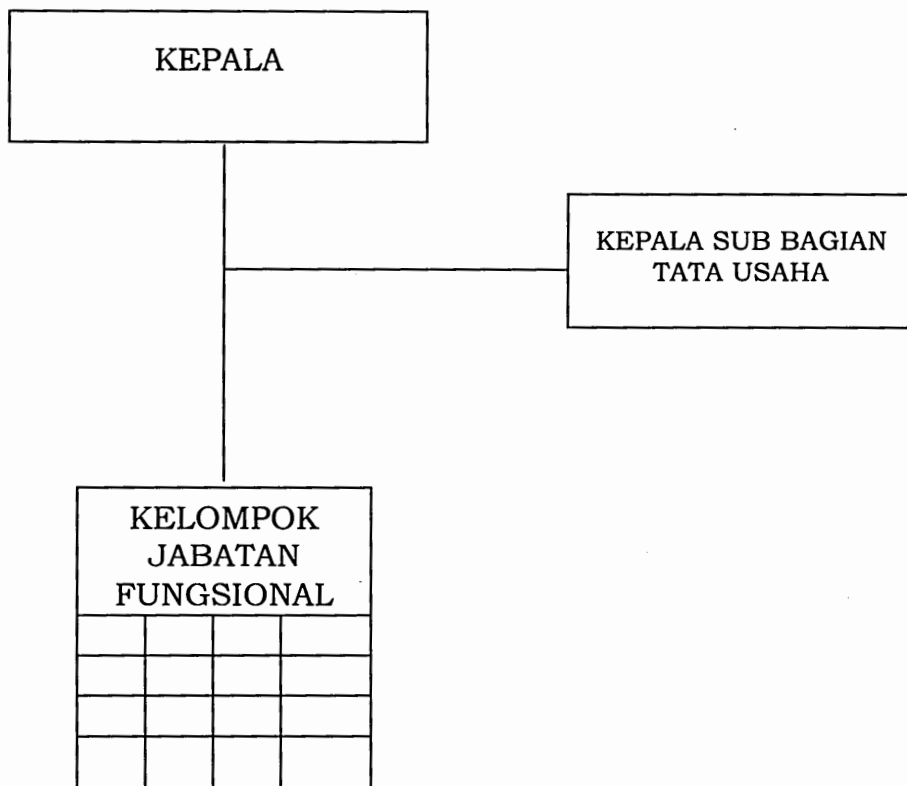 KEPALA
KEPALA SUB BAGIAN
TATA USAHA
KELOMPOK
JABATAN
FUNGSIONAL